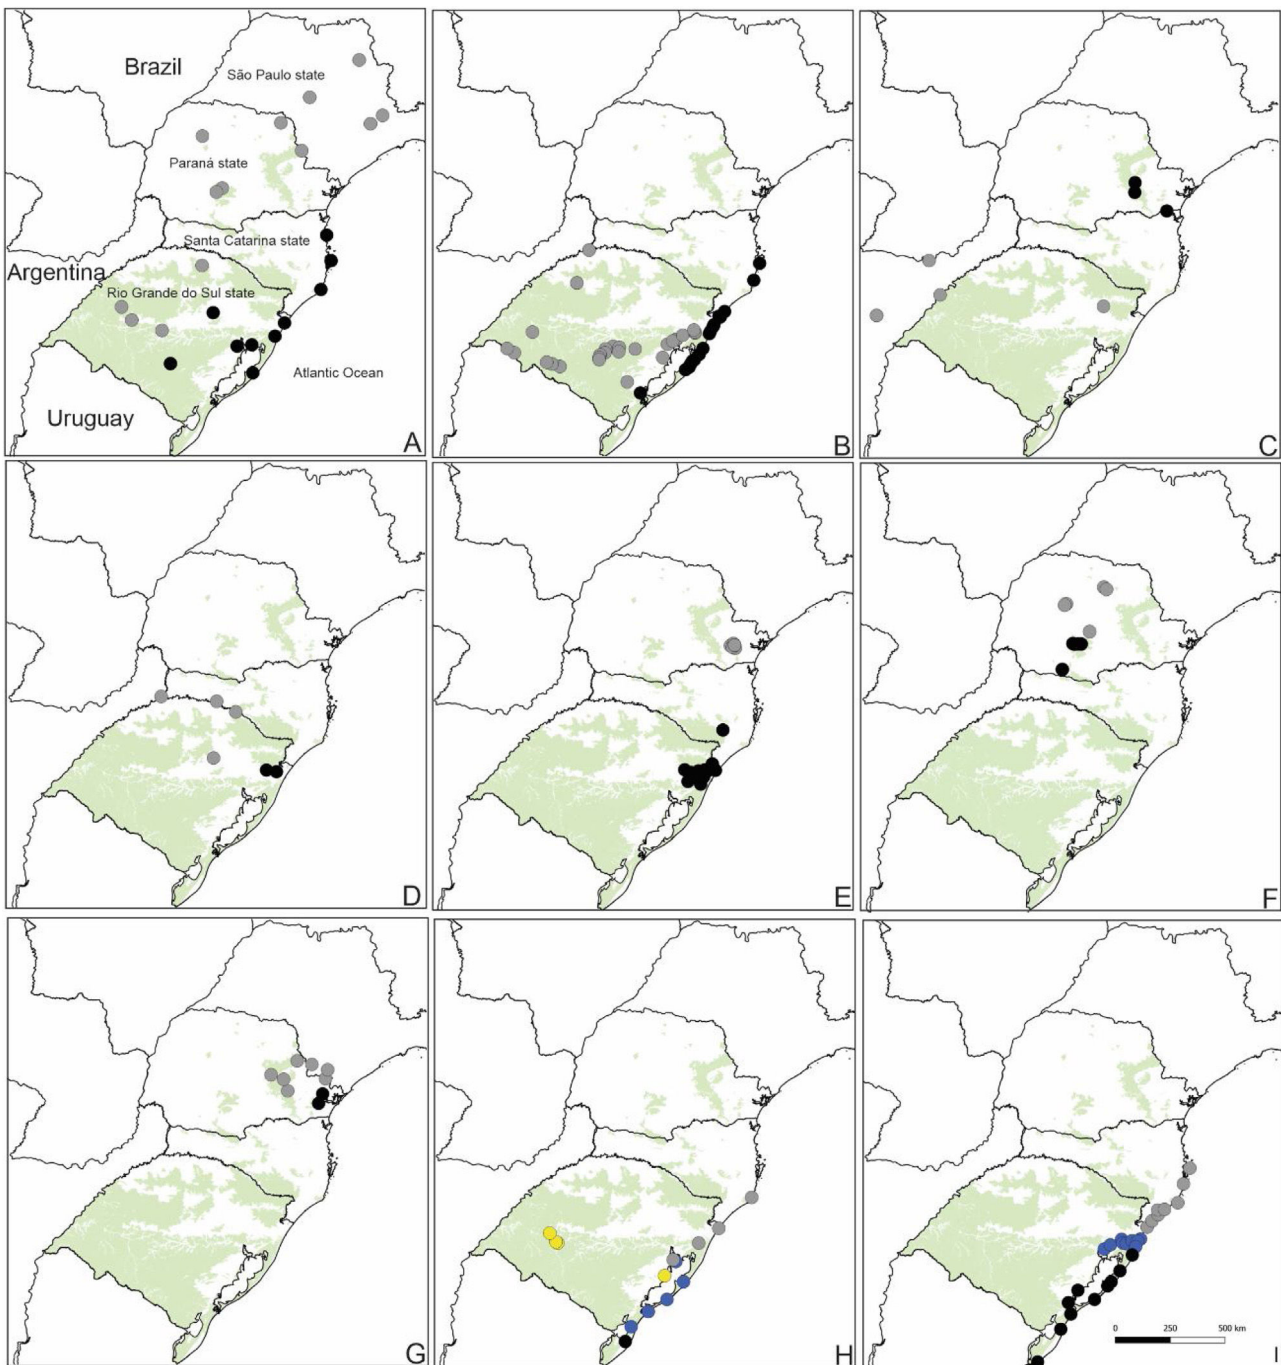 Brazil
São Paulo state
Paraná state
Santa Catarina state
Argentina
Rio Grande do Sul state
Atlantic Ocean
Uruguay
A
B
C
D
E
F
G
H
0 250 500 km
I